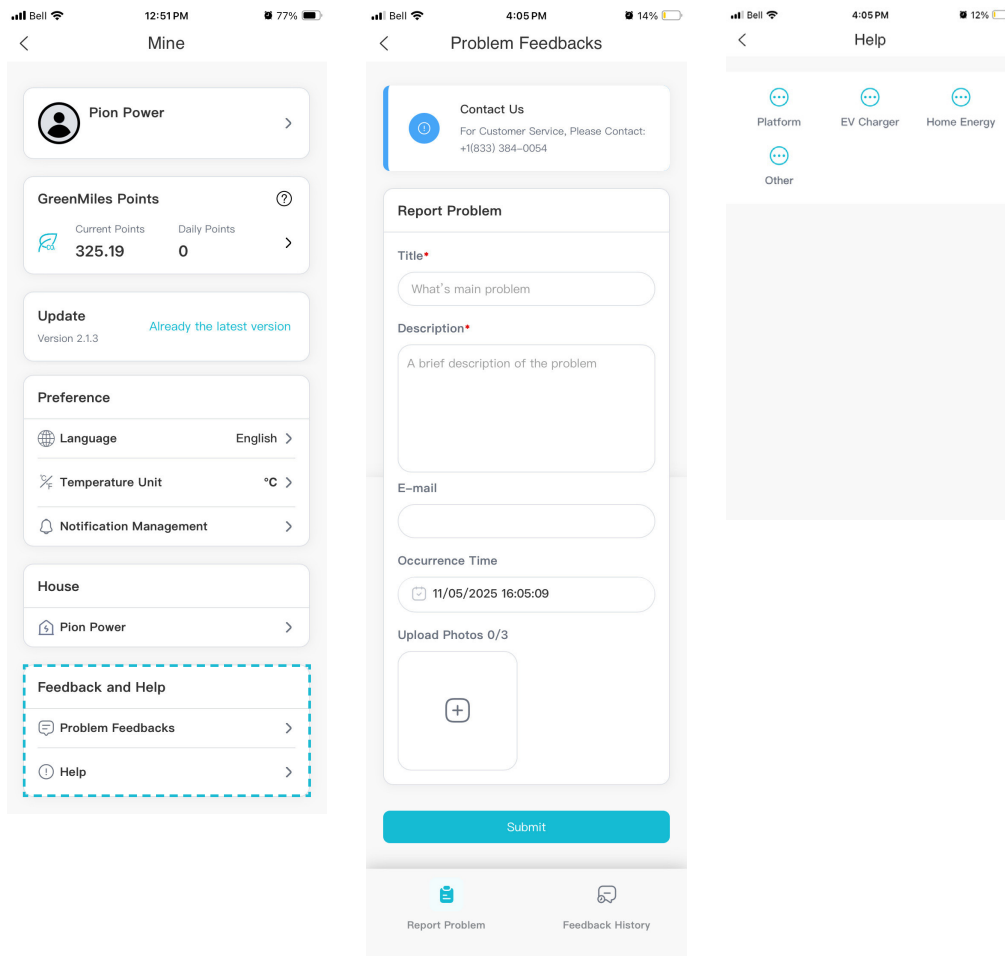 Bell 12:51 PM 77%
Mine
Pion Power
GreenMiles Points
Current Points Daily Points
325.19 0
Update
Already the latest version
Version 2.1.3
Preference
Language English
Temperature Unit °C
Notification Management
House
Pion Power
Feedback and Help
Problem Feedbacks
Help
Bell 4:05 PM 14%
Problem Feedbacks
Contact Us
For Customer Service, Please Contact:
+1(833) 384-0054
Report Problem
Title*
What's main problem
Description*
A brief description of the problem
E-mail
Occurrence Time
11/05/2025 16:05:09
Upload Photos 0/3
Submit
Report Problem Feedback History
Bell 4:05 PM 12%
Help
Platform EV Charger Home Energy
Other